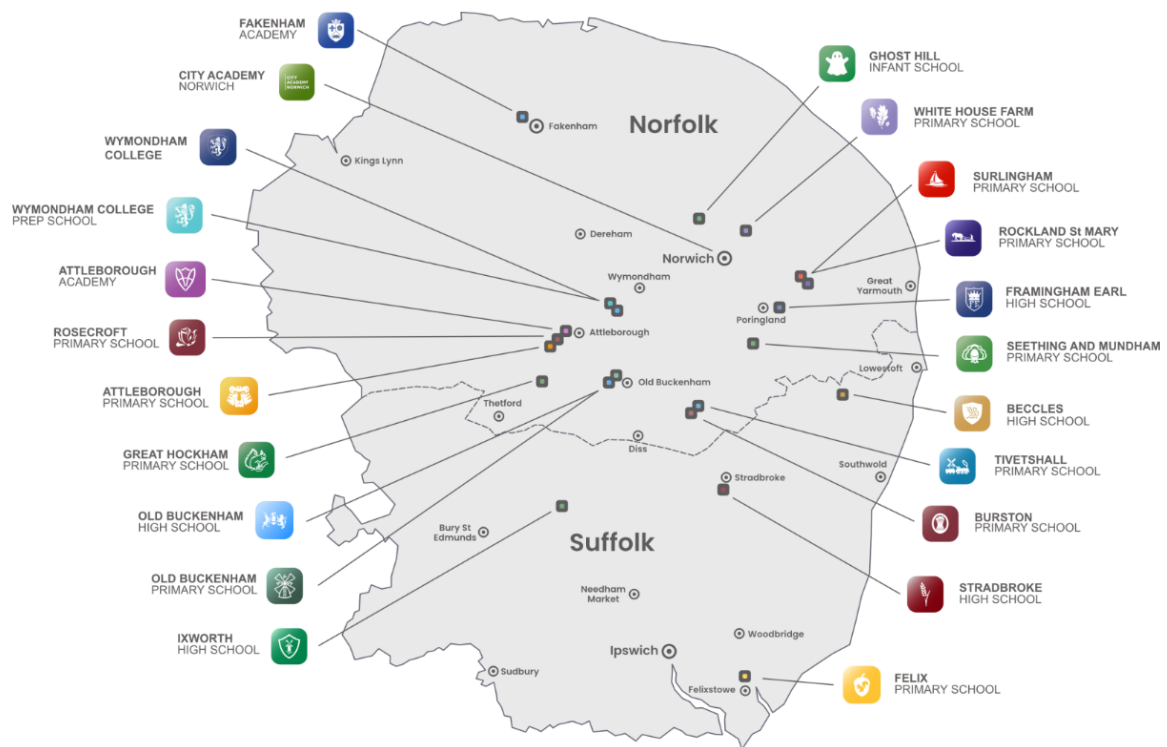 FAKENHAM
ACADEMY
CITY ACADEMY
NORWICH
CITY
ACADEMY
NORWICH
WYMONDHAM
COLLEGE
WYMONDHAM COLLEGE
PREP SCHOOL
ATTLEBOROUGH
ACADEMY
ROSECROFT
PRIMARY SCHOOL
ATTLEBOROUGH
PRIMARY SCHOOL
GREAT HOCKHAM
PRIMARY SCHOOL
OLD BUCKENHAM
HIGH SCHOOL
OLD BUCKENHAM
PRIMARY SCHOOL
IXWORTH
HIGH SCHOOL
Norfolk
Fakenham
Kings Lynn
Dereham
Norwich
Wymondham
Great
Yarmouth
Poringland
Attleborough
Lowestoft
Old Buckenham
Thetford
Diss
Southwold
Stradbroke
Bury St
Edmunds
Suffolk
Needham
Market
Woodbridge
Ipswich
Sudbury
Felixstowe
GHOST HILL
INFANT SCHOOL
WHITE HOUSE FARM
PRIMARY SCHOOL
SURLINGHAM
PRIMARY SCHOOL
ROCKLAND St MARY
PRIMARY SCHOOL
FRAMINGHAM EARL
HIGH SCHOOL
SEETHING AND MUNDHAM
PRIMARY SCHOOL
BECCLES
HIGH SCHOOL
TIVETSHALL
PRIMARY SCHOOL
BURSTON
PRIMARY SCHOOL
STRADBROKE
HIGH SCHOOL
FELIX
PRIMARY SCHOOL